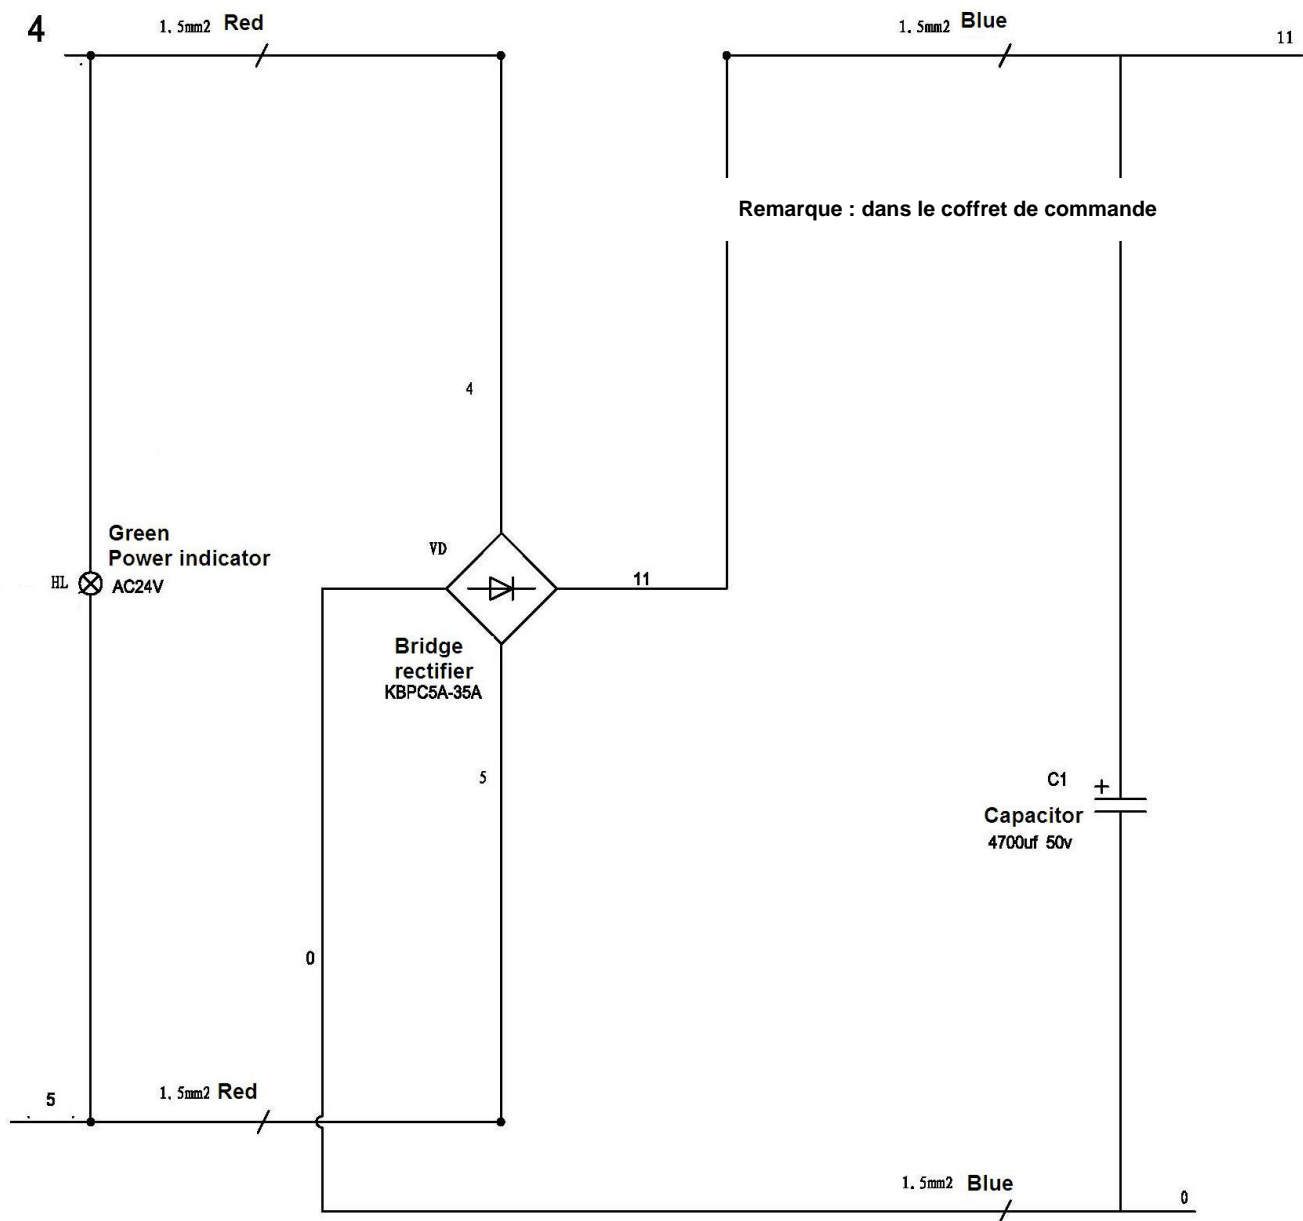 4
1.5mm2 Red
1.5mm2 Blue
11
Remarque : dans le coffret de commande
4
Green
Power indicator
HL
AC24V
VD
11
Bridge
rectifier
KBPC5A-35A
5
C1
+
Capacitor
4700uf 50v
0
5
1.5mm2 Red
1.5mm2 Blue
0